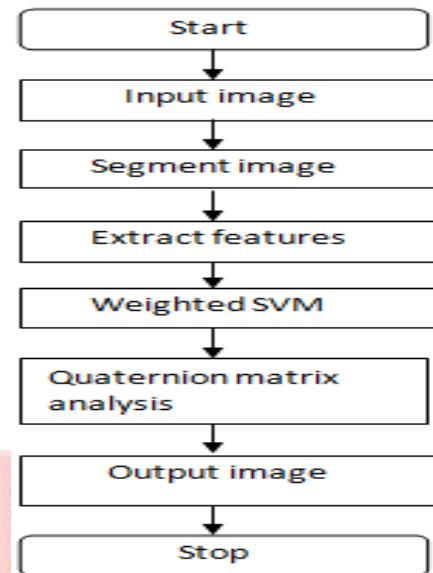 Start
Input image
Segment image
Extract features
Weighted SVM
Quaternion matrix
analysis
Output image
Stop